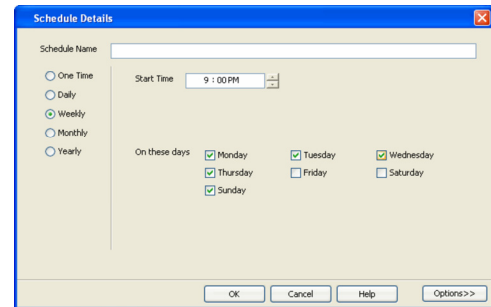 Schedule Details
Schedule Name
One Time
Start Time
9 : 00 PM
Daily
Weekly
Monthly
Yearly
On these days
Monday
Tuesday
Wednesday
Thursday
Friday
Saturday
Sunday
OK
Cancel
Help
Options>>